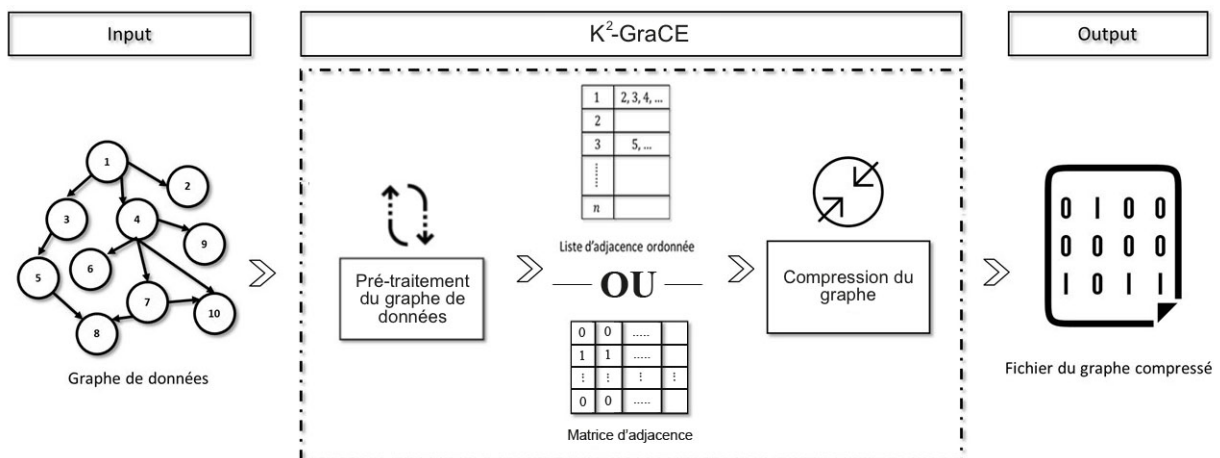 Input
K²-GraCE
Output
1
2
3
4
9
6
5
7
10
8
Graphe de données
Pré-traitement
du graphe de
données
1 2, 3, 4, ...
2
3 5, ...
n
Liste d'adjacence ordonnée
OU
0 0 .....
1 1 .....
⋮ ⋮ ⋮ ⋮
0 0 .....
Matrice d'adjacence
Compression du
graphe
0 1 0 0
0 0 0 0
1 0 1 1
Fichier du graphe compressé